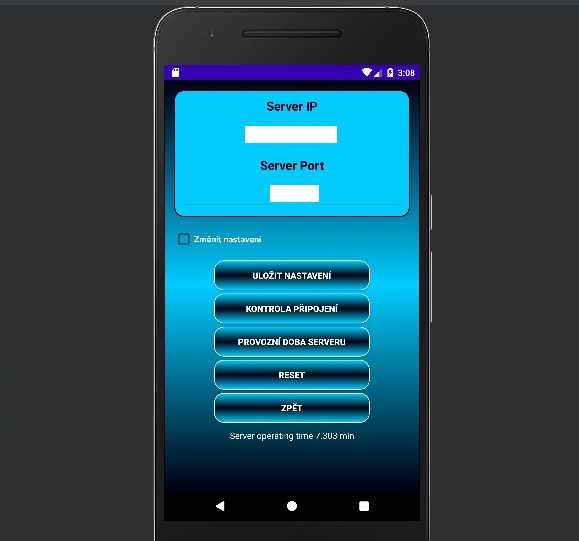 3:08
Server IP
Server Port
Změnit nastavení
ULOŽIT NASTAVENÍ
KONTROLA PŘIPOJENÍ
PROVOZNÍ DOBA SERVERU
RESET
ZPĚT
Server operating time 7.303 min